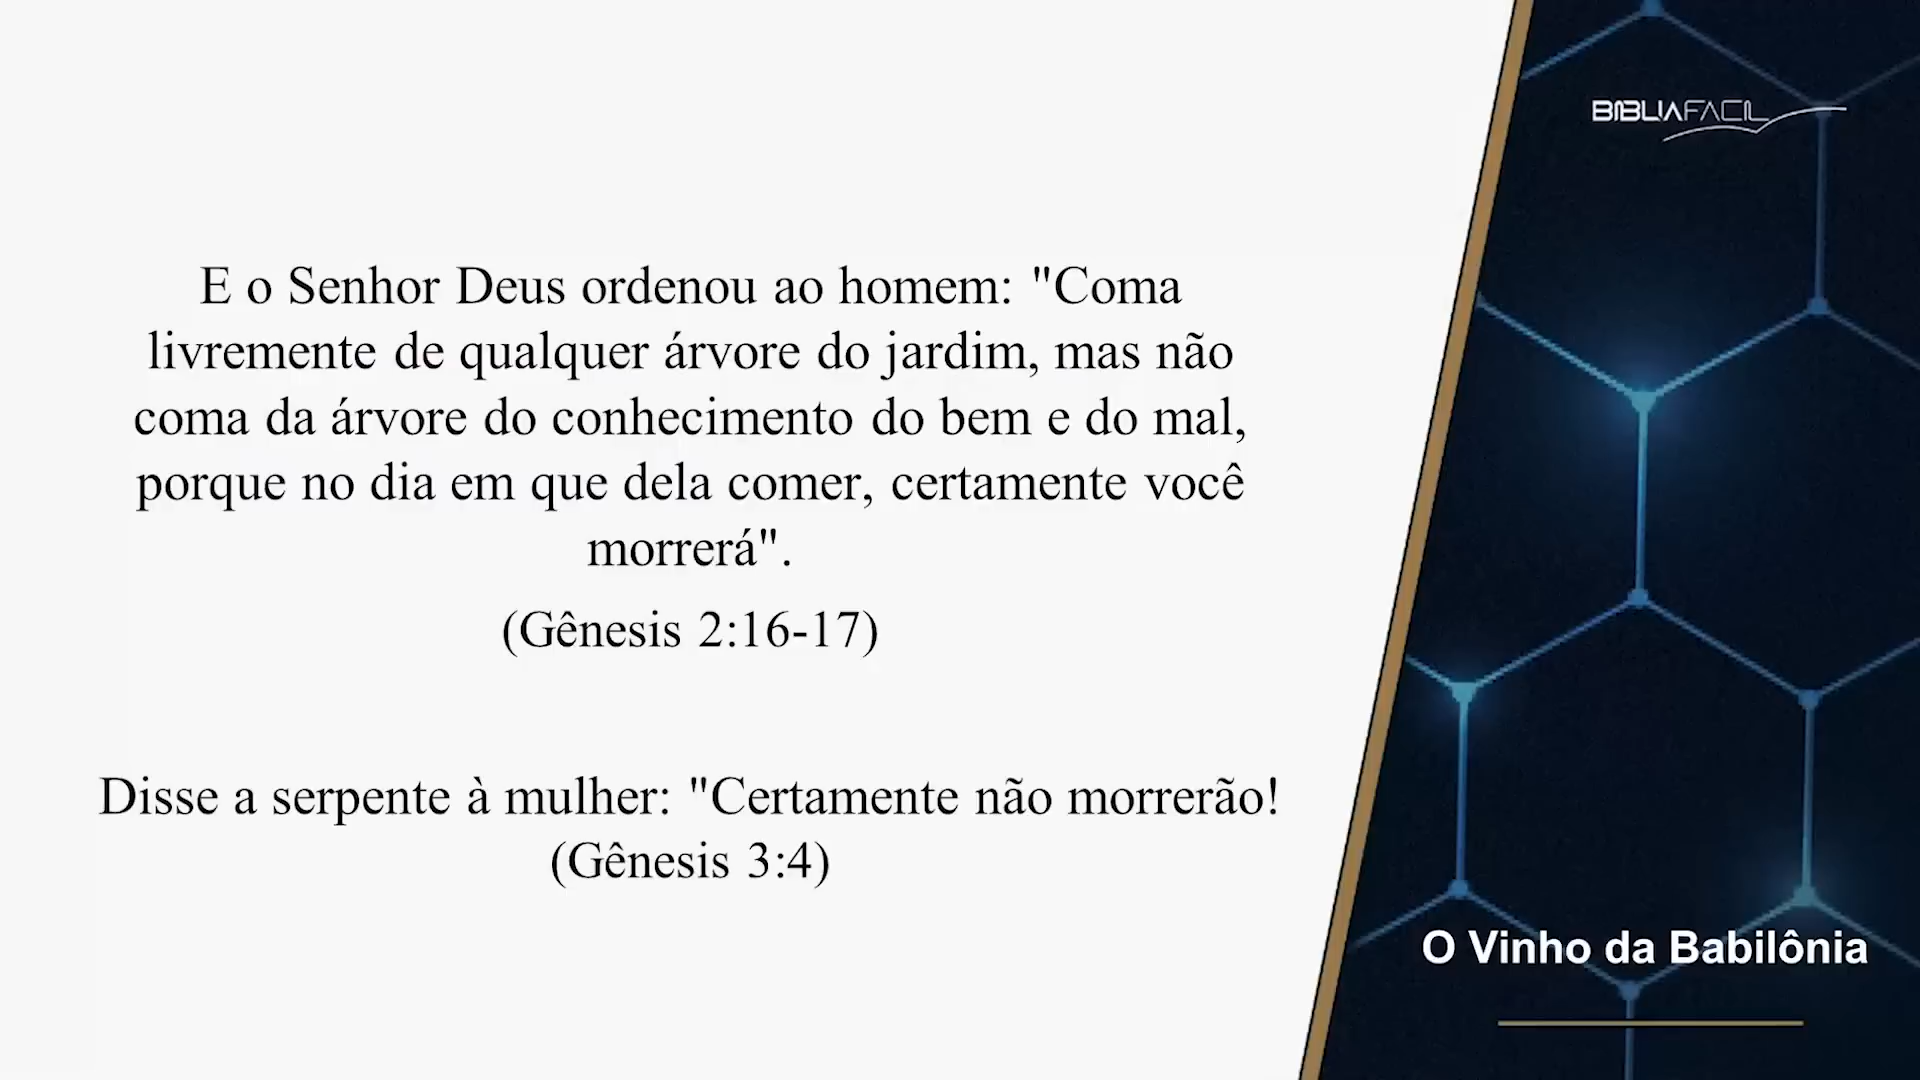 E o Senhor Deus ordenou ao homem: "Coma
livremente de qualquer árvore do jardim, mas não
coma da árvore do conhecimento do bem e do mal,
porque no dia em que dela comer, certamente você
morrerá".
(Gênesis 2:16-17)
Disse a serpente à mulher: "Certamente não morrerão!
(Gênesis 3:4)
BIBLIAFACIL
O Vinho da Babilônia